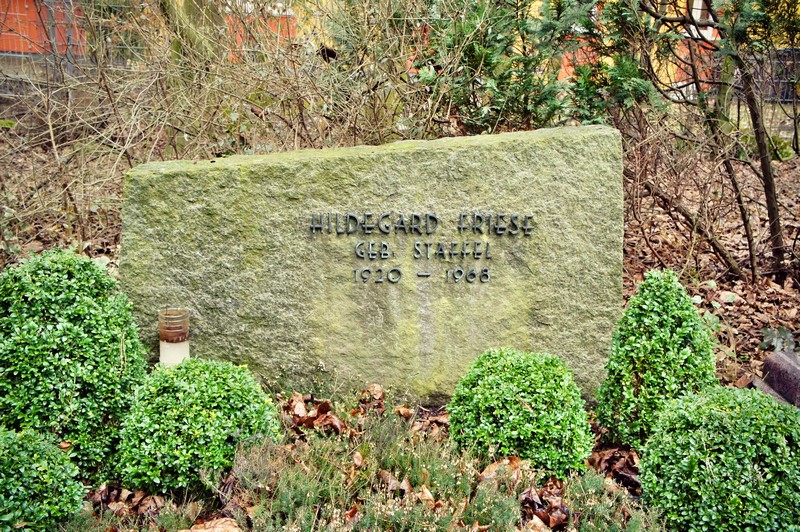 HILDEGARD FRIESE
GEB. STAFFEL
1920 – 1968